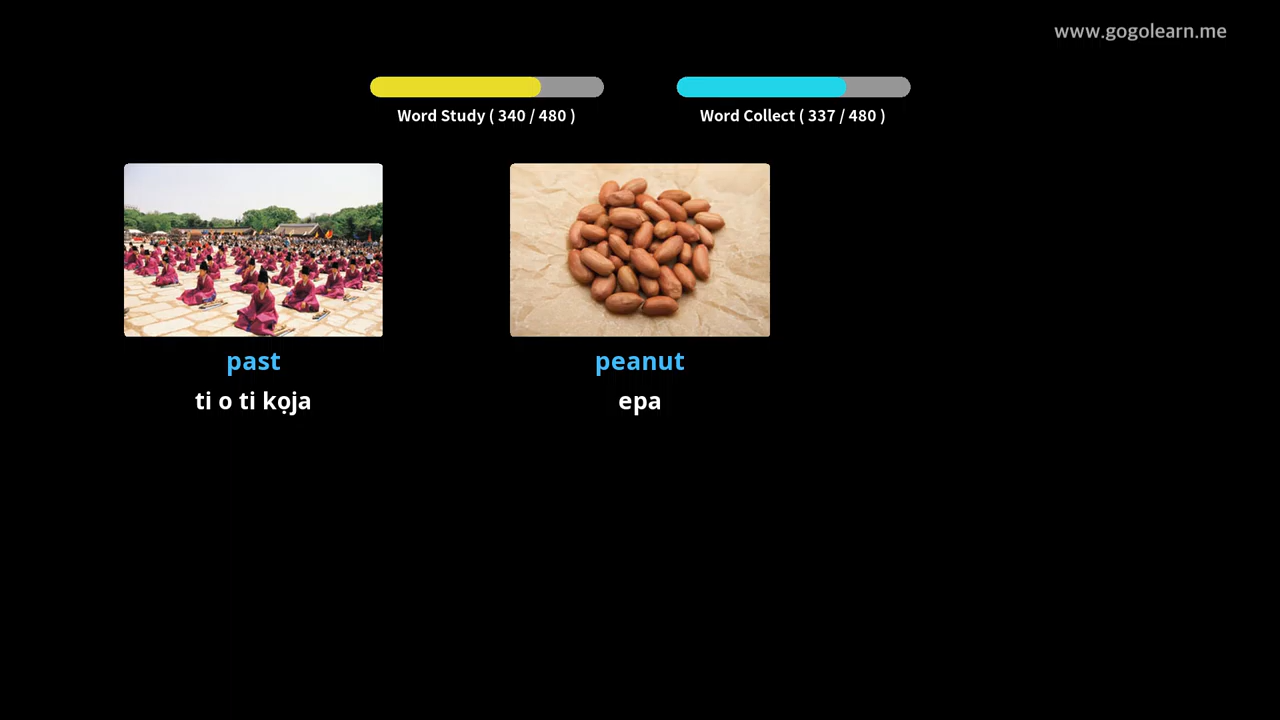 www.gogolearn.me
Word Study ( 340 / 480 )
Word Collect ( 337 / 480 )
past
ti o ti kọja
peanut
epa